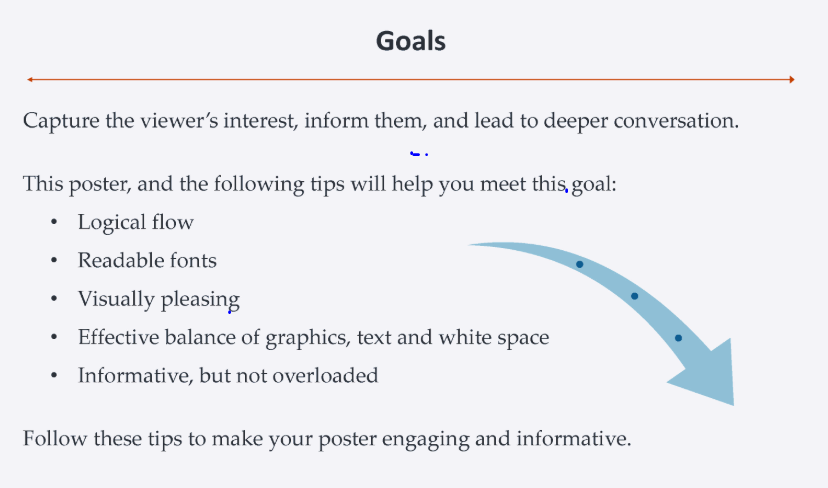 Goals
Capture the viewer's interest, inform them, and lead to deeper conversation.
This poster, and the following tips will help you meet this goal:
• Logical flow
• Readable fonts
• Visually pleasing
• Effective balance of graphics, text and white space
• Informative, but not overloaded
Follow these tips to make your poster engaging and informative.